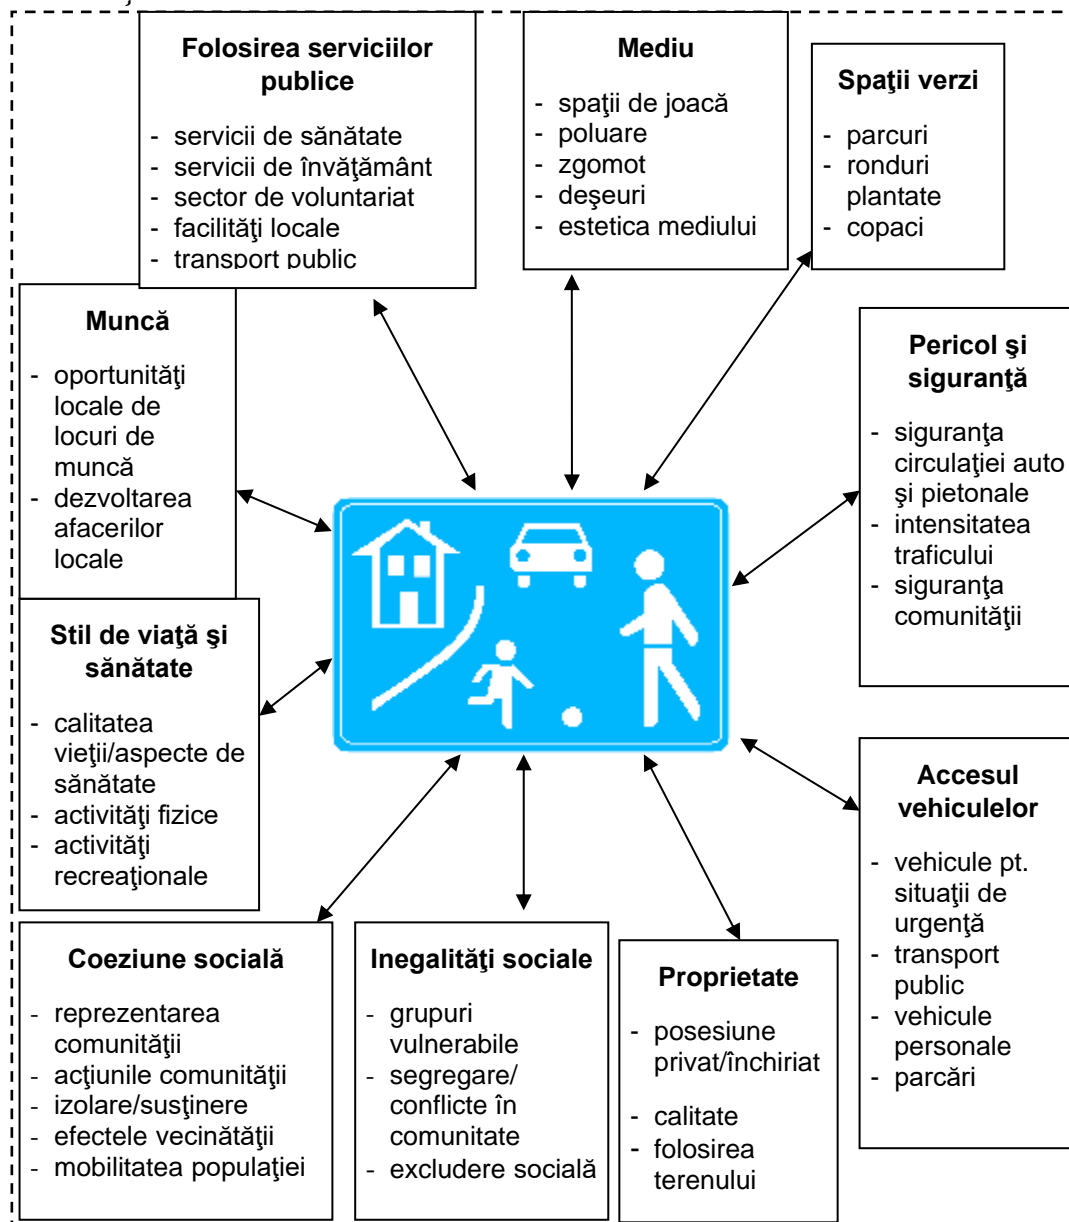 Folosirea serviciilor
publice
- servicii de sănătate
- servicii de învăţământ
- sector de voluntariat
- facilităţi locale
- transport public
Mediu
- spaţii de joacă
- poluare
- zgomot
- deşeuri
- estetica mediului
Spaţii verzi
- parcuri
- ronduri
plantate
- copaci
Muncă
- oportunităţi
locale de
locuri de
muncă
- dezvoltarea
afacerilor
locale
Pericol şi
siguranţă
- siguranţa
circulaţiei auto
şi pietonale
- intensitatea
traficului
- siguranţa
comunităţii
Stil de viaţă şi
sănătate
- calitatea
vieţii/aspecte de
sănătate
- activităţi fizice
- activităţi
recreaţionale
Accesul
vehiculelor
- vehicule pt.
situaţii de
urgenţă
- transport
public
- vehicule
personale
- parcări
Coeziune socială
- reprezentarea
comunităţii
- acţiunile comunităţii
- izolare/susţinere
- efectele vecinătăţii
- mobilitatea populaţiei
Inegalităţi sociale
- grupuri
vulnerabile
- segregare/
conflicte în
comunitate
- excludere socială
Proprietate
- posesiune
privat/închiriat
- calitate
- folosirea
terenului